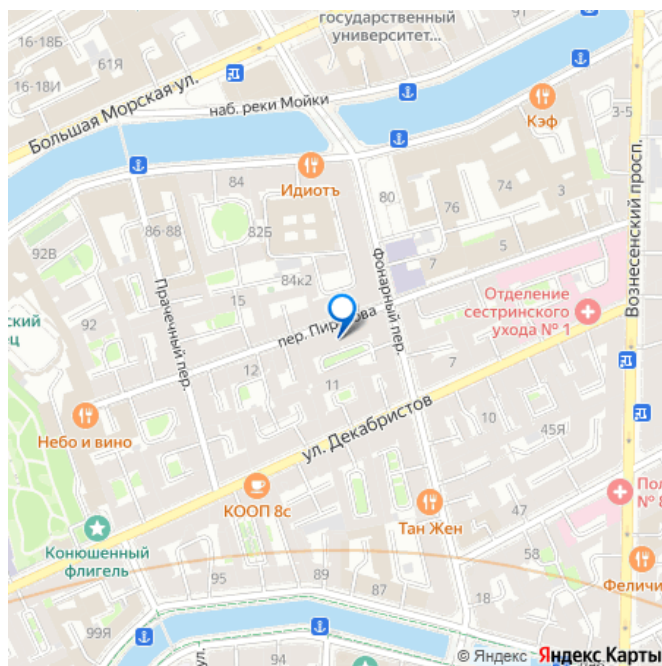 государственный
университет...
91
16-18Б
61Я
16-18И
Большая Морская ул.
наб. реки Мойки
Кэф
3-5
84
Идиотъ
80
74
3
76
86-88
82Б
92В
5
7
84к2
Фонарный пер.
Вознесенский просп.
15
Прачечный пер.
92
Отделение
сестринского
ухода № 1
12
11
7
Небо и вино
ул. Декабристов
10
45Я
КООП 8с
Тан Жен
47
Конюшенный
флигель
58
95
89
87
18
99Я
94
© Яндекс Яндекс Карты